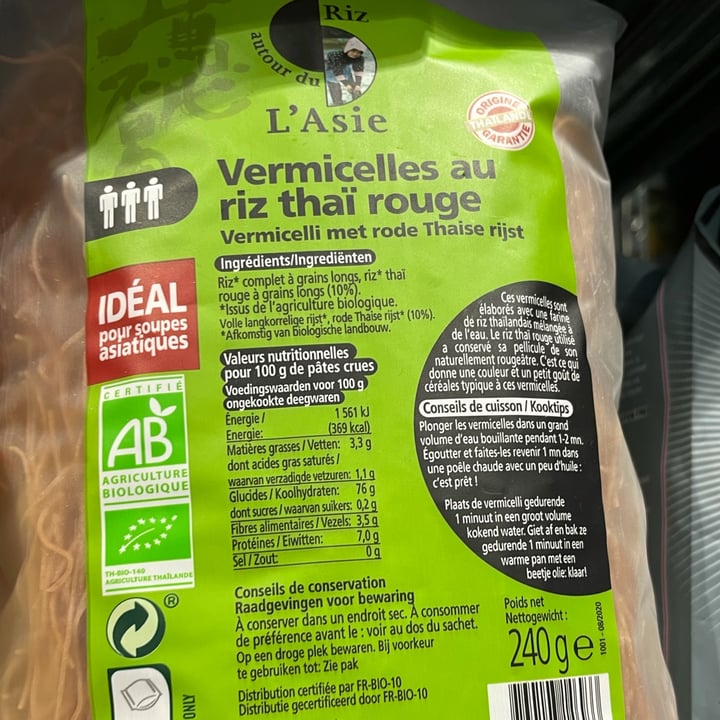 Riz
autour du
L'Asie
ORIGINE
THAILANDE
GARANTIE
Vermicelles au
riz thaï rouge
Vermicelli met rode Thaise rijst
IDÉAL
pour soupes
asiatiques
CERTIFIÉ
AB
AGRICULTURE
BIOLOGIQUE
TH-BIO-149
AGRICULTURE THAÏLANDE
®
ONLY
Ingrédients/Ingrediënten
Riz* complet à grains longs, riz* thaï
rouge à grains longs (10%).
*Issus de l'agriculture biologique.
Volle langkorrelige rijst*, rode Thaise rijst* (10%).
*Afkomstig van biologische landbouw.
Valeurs nutritionnelles
pour 100 g de pâtes crues
Voedingswaarden voor 100 g
ongekookte deegwaren
Énergie / 1 561 kJ
Energie: (369 kcal)
Matières grasses / Vetten: 3,3 g
dont acides gras saturés /
waarvan verzadigde vetzuren: 1,1 g
Glucides / Koolhydraten: 76 g
dont sucres / waarvan suikers: 0,2 g
Fibres alimentaires / Vezels: 3,5 g
Protéines / Eiwitten: 7,0 g
Sel / Zout: 0 g
Ces vermicelles sont
élaborés avec une farine
de riz thaïlandais mélangée à
de l'eau. Le riz thaï rouge utilisé
a conservé sa pellicule de son
naturellement rougeâtre. C'est ce qui
donne une couleur et un petit goût de
céréales typique à ces vermicelles.
Conseils de cuisson / Kooktips
Plonger les vermicelles dans un grand
volume d'eau bouillante pendant 1-2 mn.
Égoutter et faites-les revenir 1 mn dans
une poêle chaude avec un peu d'huile :
c'est prêt !
Plaats de vermicelli gedurende
1 minuut in een groot volume
kokend water. Giet af en bak ze
gedurende 1 minuut in een
warme pan met een
beetje olie: klaar!
Conseils de conservation
Raadgevingen voor bewaring
À conserver dans un endroit sec. À consommer
de préférence avant le : voir au dos du sachet.
Op een droge plek bewaren. Bij voorkeur
te gebruiken tot: Zie pak
Distribution certifiée par FR-BIO-10
Distributie gecertificeerd door FR-BIO-10
Poids net
Nettogewicht :
240 g e
1001 - 08/2020